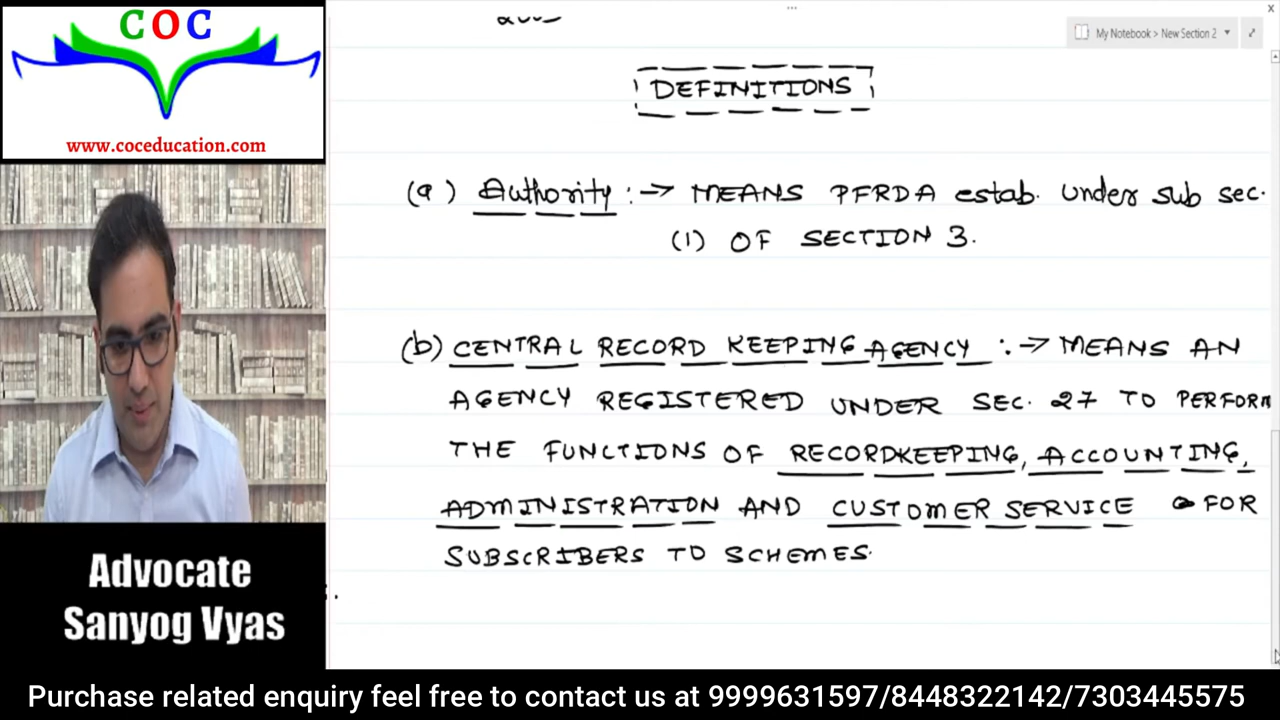 COC
www.coceducation.com
My Notebook > New Section 2
DEFINITIONS
(a) Authority :→ MEANS PFRDA estab. under sub sec.
(1) OF SECTION 3.
(b) CENTRAL RECORD KEEPING AGENCY :→ MEANS AN
AGENCY REGISTERED UNDER SEC. 27 TO PERFORM
THE FUNCTIONS OF RECORDKEEPING, ACCOUNTING,
ADMINISTRATION AND CUSTOMER SERVICE FOR
SUBSCRIBERS TO SCHEMES.
Advocate
Sanyog Vyas
Purchase related enquiry feel free to contact us at 9999631597/8448322142/7303445575